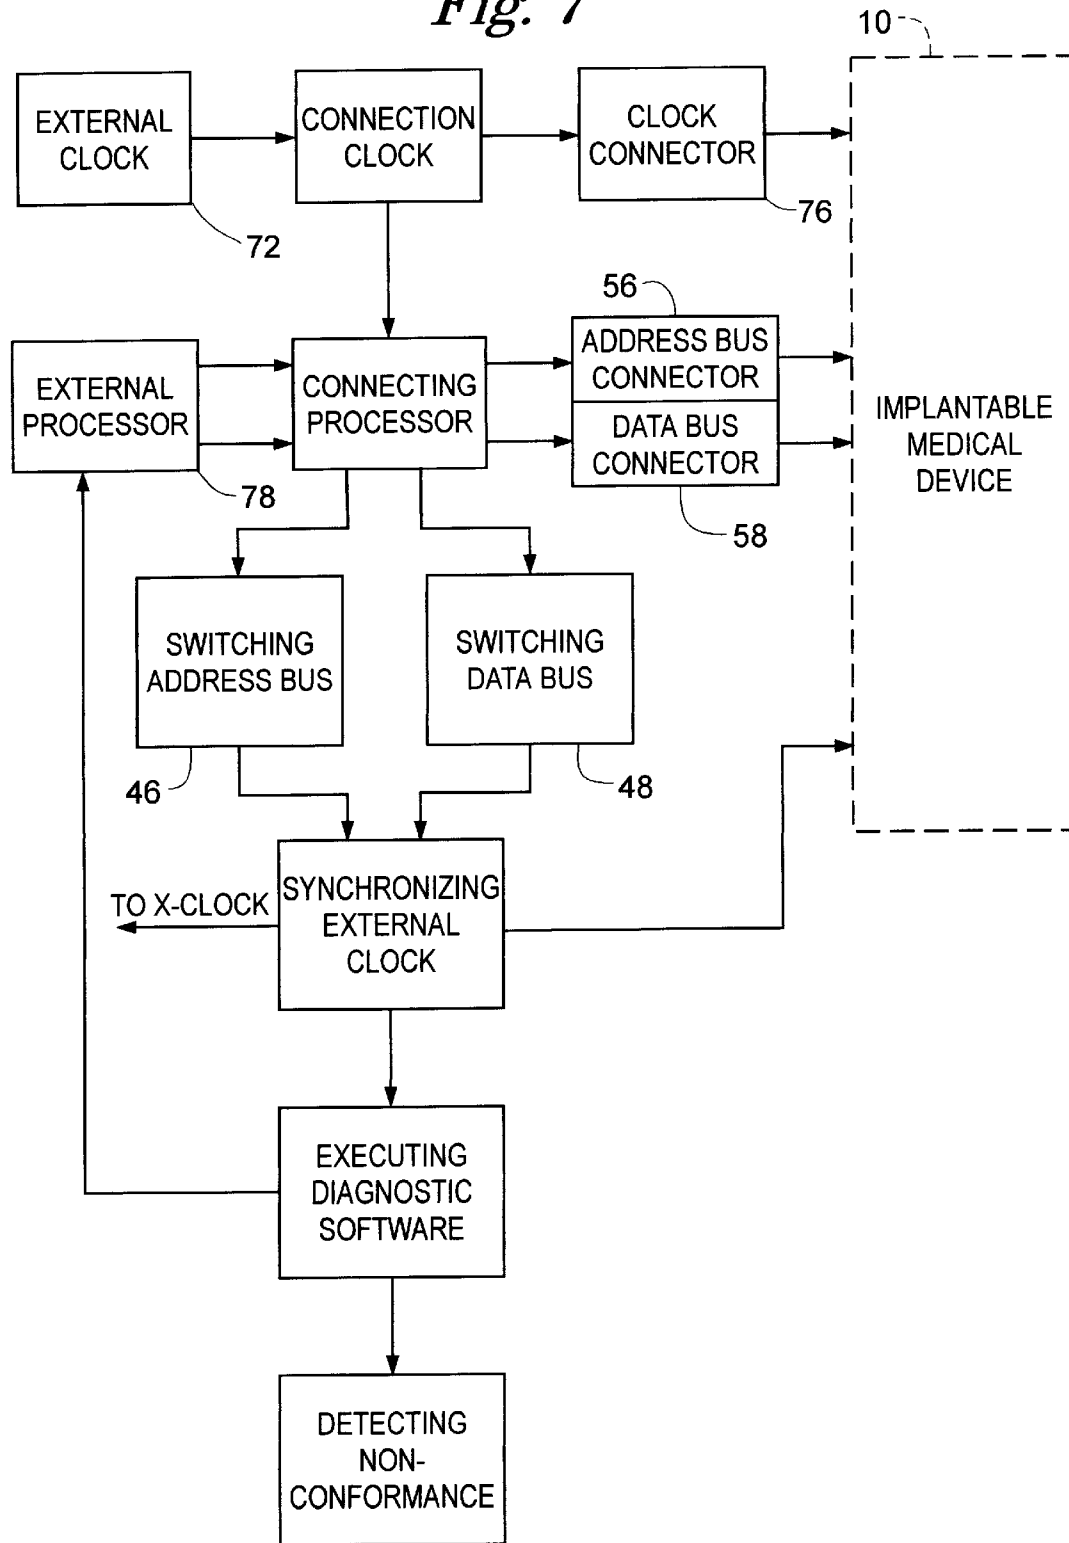 Fig. 7
10
EXTERNAL
CLOCK
72
CONNECTION
CLOCK
CLOCK
CONNECTOR
76
EXTERNAL
PROCESSOR
78
CONNECTING
PROCESSOR
56
ADDRESS BUS
CONNECTOR
DATA BUS
CONNECTOR
58
IMPLANTABLE
MEDICAL
DEVICE
SWITCHING
ADDRESS BUS
46
SWITCHING
DATA BUS
48
TO X-CLOCK
SYNCHRONIZING
EXTERNAL
CLOCK
EXECUTING
DIAGNOSTIC
SOFTWARE
DETECTING
NON-
CONFORMANCE